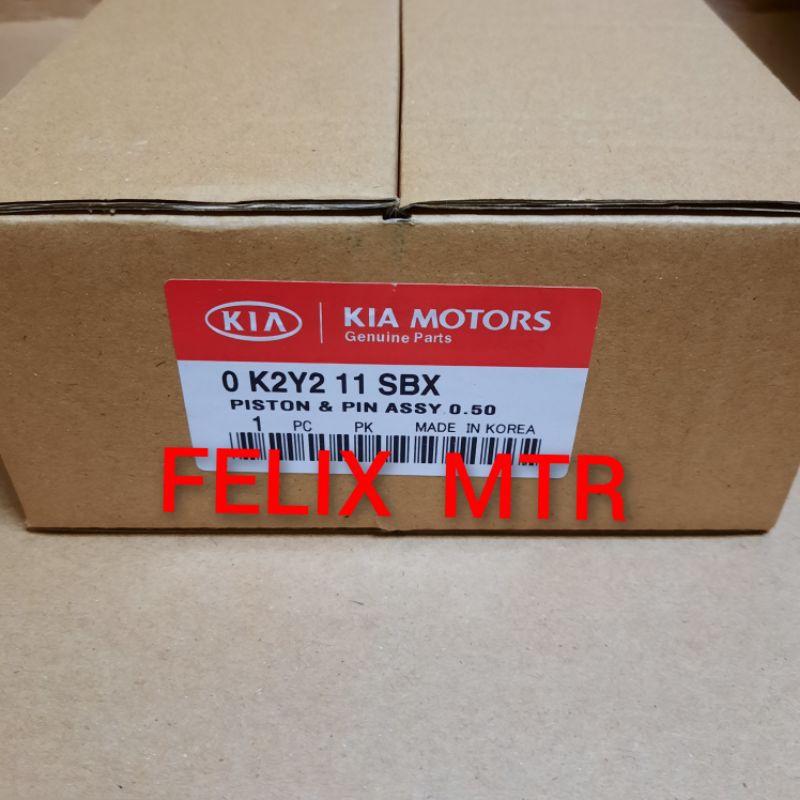 KIA
KIA MOTORS
Genuine Parts
0 K2Y2 11 SBX
PISTON & PIN ASSY 0.50
1 PC PK MADE IN KOREA
FELIX MTR